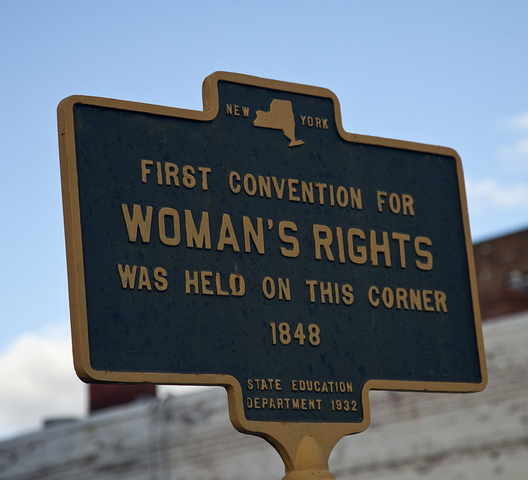 NEW YORK
FIRST CONVENTION FOR
WOMAN'S RIGHTS
WAS HELD ON THIS CORNER
1848
STATE EDUCATION
DEPARTMENT 1932